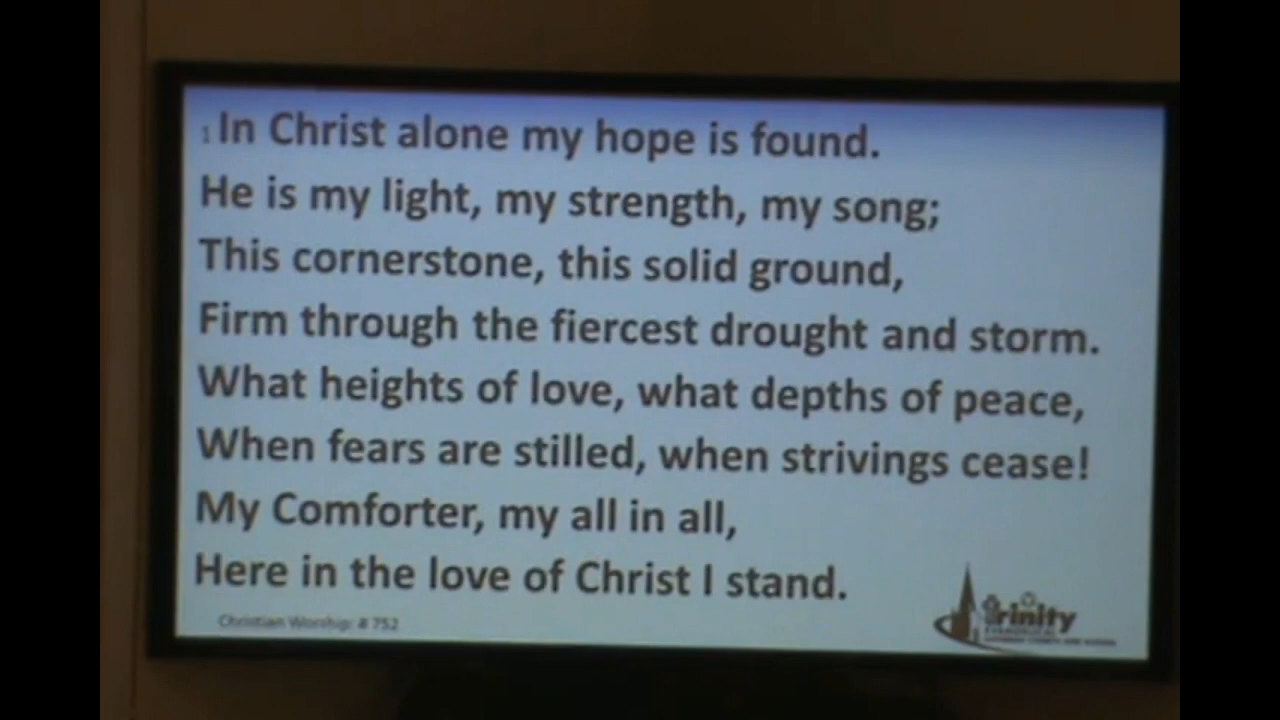 1 In Christ alone my hope is found.
He is my light, my strength, my song;
This cornerstone, this solid ground,
Firm through the fiercest drought and storm.
What heights of love, what depths of peace,
When fears are stilled, when strivings cease!
My Comforter, my all in all,
Here in the love of Christ I stand.
Christian Worship: # 752
Trinity